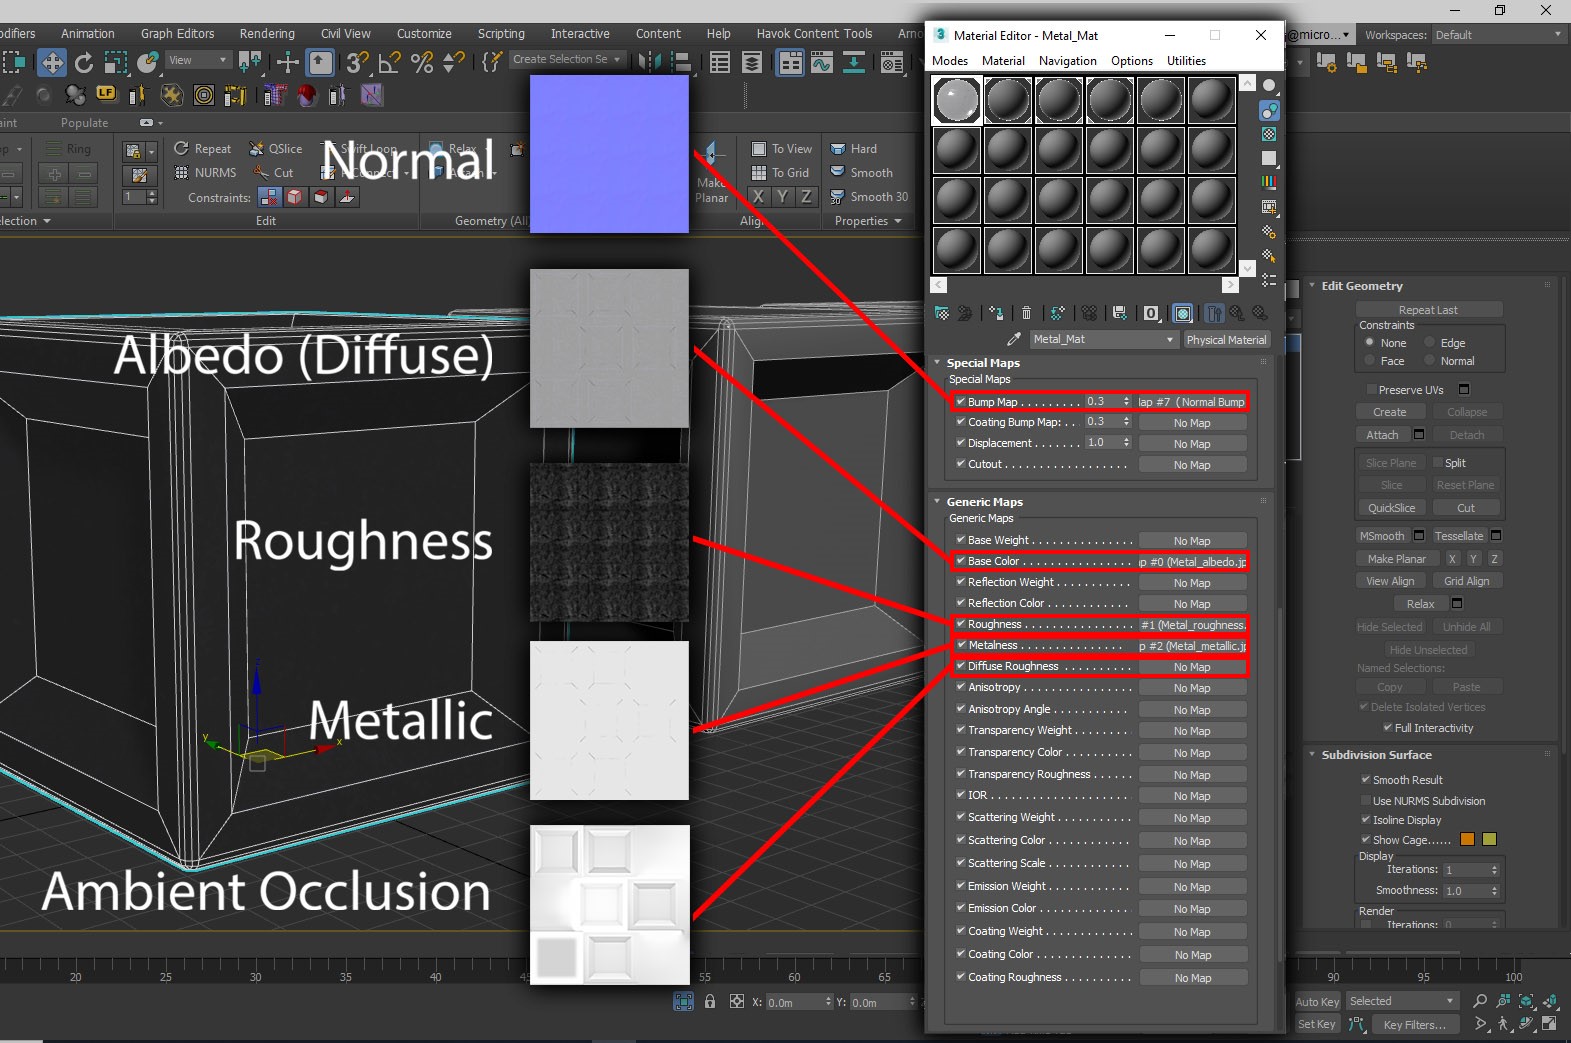 Animation Graph Editors Rendering Civil View Customize Scripting Interactive Content Help Havok Content Tools
@micro... Workspaces: Default
View Create Selection Se
LF
Populate
Ring Repeat QSlice Swift Loop Relax
NURMS Cut
1 Constraints:
Edit Geometry (All)
Make Planar
To View Hard
To Grid Smooth
X Y Z 30 Smooth 30
Align Properties
Normal
Albedo (Diffuse)
Roughness
Metallic
Ambient Occlusion
z
y
x
Material Editor - Metal_Mat
Modes Material Navigation Options Utilities
Metal_Mat Physical Material
Special Maps
Special Maps
Bump Map . . . . . . . . 0.3 #7 ( Normal Bump
Coating Bump Map: . . 0.3 No Map
Displacement . . . . . . . 1.0 No Map
Cutout . . . . . . . . . . . . . . . . . . No Map
Generic Maps
Generic Maps
Base Weight . . . . . . . . . . . . . . . No Map
Base Color . . . . . . . . . . . . . . . . #0 (Metal_albedo.jp
Reflection Weight . . . . . . . . . . . No Map
Reflection Color . . . . . . . . . . . . No Map
Roughness . . . . . . . . . . . . . . . . #1 (Metal_roughness.
Metalness . . . . . . . . . . . . . . . . #2 (Metal_metallic.jp
Diffuse Roughness . . . . . . . . . . No Map
Anisotropy . . . . . . . . . . . . . . . . No Map
Anisotropy Angle . . . . . . . . . . . . No Map
Transparency Weight . . . . . . . . No Map
Transparency Color . . . . . . . . . . No Map
Transparency Roughness . . . . . . No Map
IOR . . . . . . . . . . . . . . . . . . . . . No Map
Scattering Weight . . . . . . . . . . . No Map
Scattering Color . . . . . . . . . . . . No Map
Scattering Scale . . . . . . . . . . . . No Map
Emission Weight . . . . . . . . . . . . No Map
Emission Color . . . . . . . . . . . . . No Map
Coating Weight . . . . . . . . . . . . . No Map
Coating Color . . . . . . . . . . . . . . No Map
Coating Roughness . . . . . . . . . . No Map
Edit Geometry
Repeat Last
Constraints
None Edge
Face Normal
Preserve UVs
Create Collapse
Attach Detach
Slice Plane Split
Slice Reset Plane
QuickSlice Cut
MSmooth Tessellate
Make Planar X Y Z
View Align Grid Align
Relax
Hide Selected Unhide All
Hide Unselected
Named Selections:
Copy Paste
Delete Isolated Vertices
Full Interactivity
Subdivision Surface
Smooth Result
Use NURMS Subdivision
Isoline Display
Show Cage......
Display
Iterations: 1
Smoothness: 1.0
Render
Iterations: 0
20 25 30 35 40 55 60 65 90 95 100
X: 0.0m Y: 0.0m
Auto Key Selected
Set Key Key Filters...